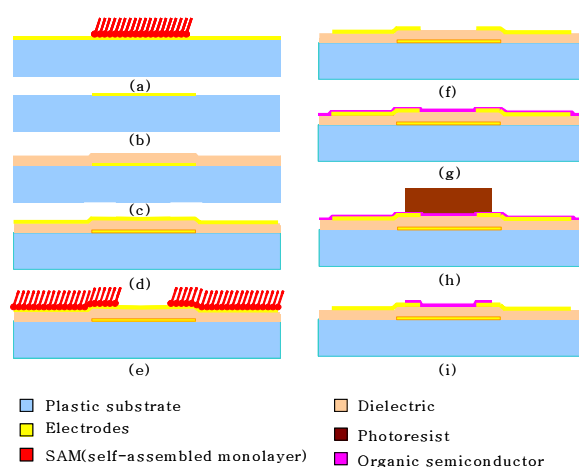 (a)
(b)
(c)
(d)
(e)
(f)
(g)
(h)
(i)
Plastic substrate
Electrodes
SAM(self-assembled monolayer)
Dielectric
Photoresist
Organic semiconductor